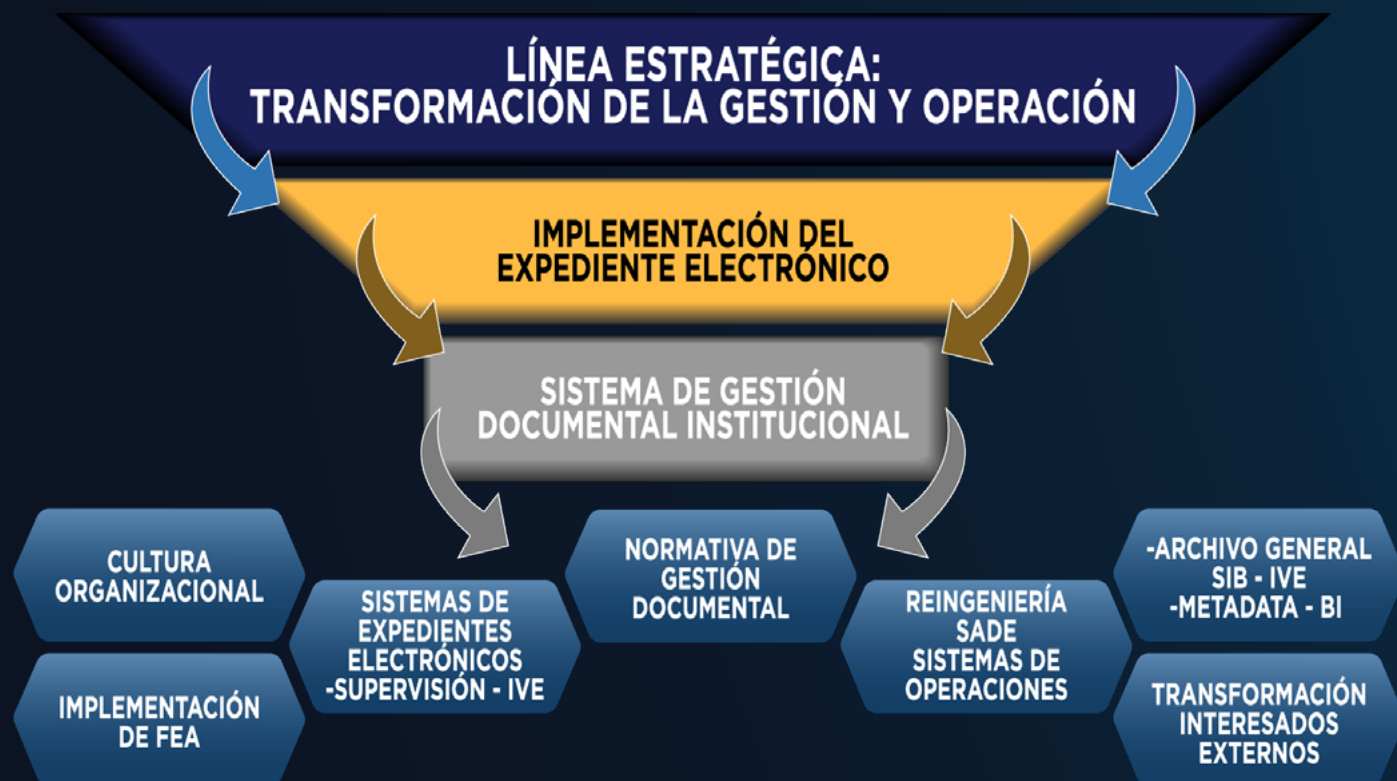 LÍNEA ESTRATÉGICA:
TRANSFORMACIÓN DE LA GESTIÓN Y OPERACIÓN
IMPLEMENTACIÓN DEL
EXPEDIENTE ELECTRÓNICO
SISTEMA DE GESTIÓN
DOCUMENTAL INSTITUCIONAL
CULTURA
ORGANIZACIONAL
IMPLEMENTACIÓN
DE FEA
SISTEMAS DE
EXPEDIENTES
ELECTRÓNICOS
-SUPERVISIÓN - IVE
NORMATIVA DE
GESTIÓN
DOCUMENTAL
REINGENIERÍA
SADE
SISTEMAS DE
OPERACIONES
-ARCHIVO GENERAL
SIB - IVE
-METADATA - BI
TRANSFORMACIÓN
INTERESADOS
EXTERNOS